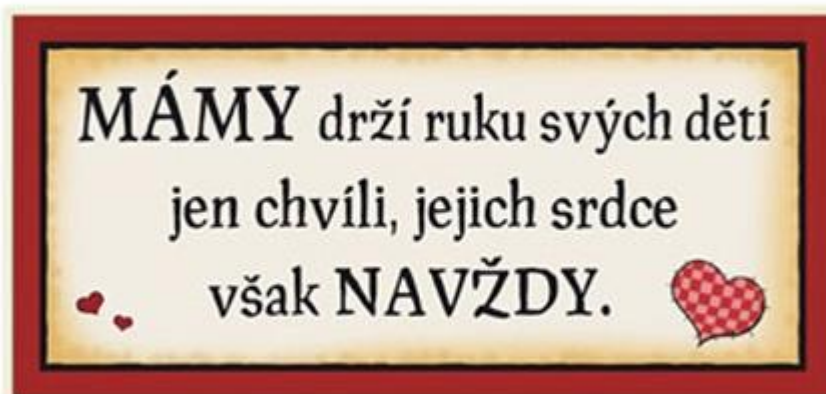 MÁMY drží ruku svých dětí
jen chvíli, jejich srdce
však NAVŽDY.